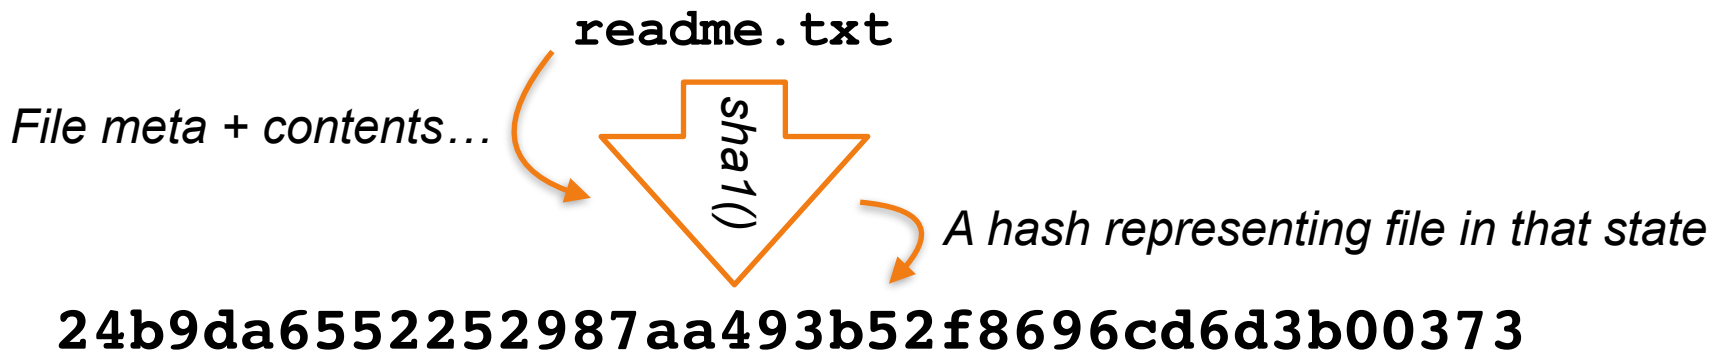 readme.txt
File meta + contents…
sha1()
A hash representing file in that state
24b9da6552252987aa493b52f8696cd6d3b00373